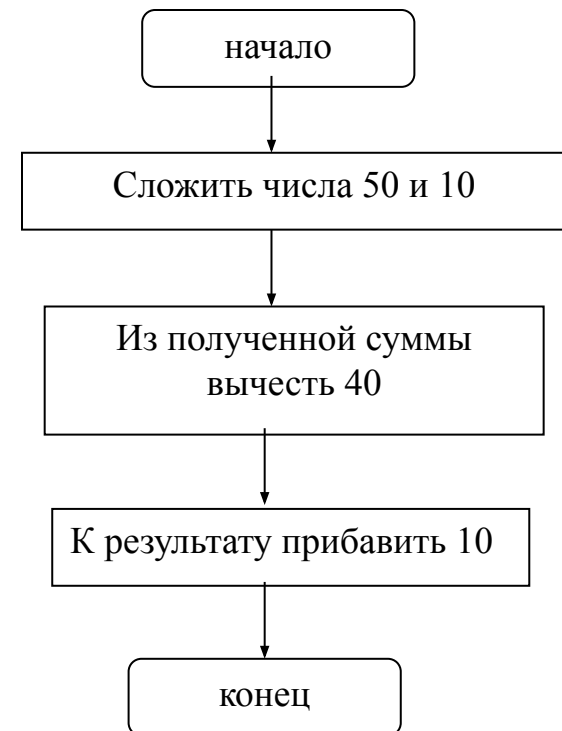 начало
Сложить числа 50 и 10
Из полученной суммы
вычесть 40
К результату прибавить 10
конец